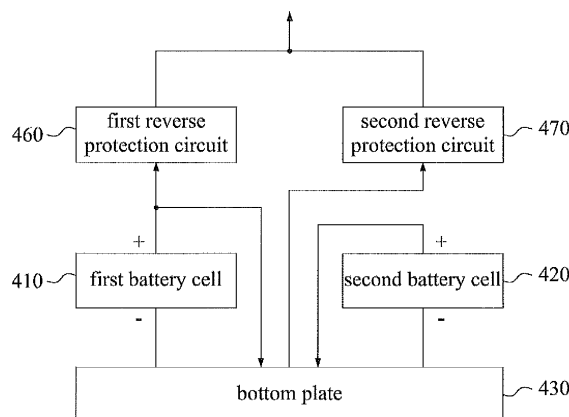 first reverse
protection circuit
460
second reverse
protection circuit
470
+
first battery cell
410
-
+
second battery cell
420
-
bottom plate
430